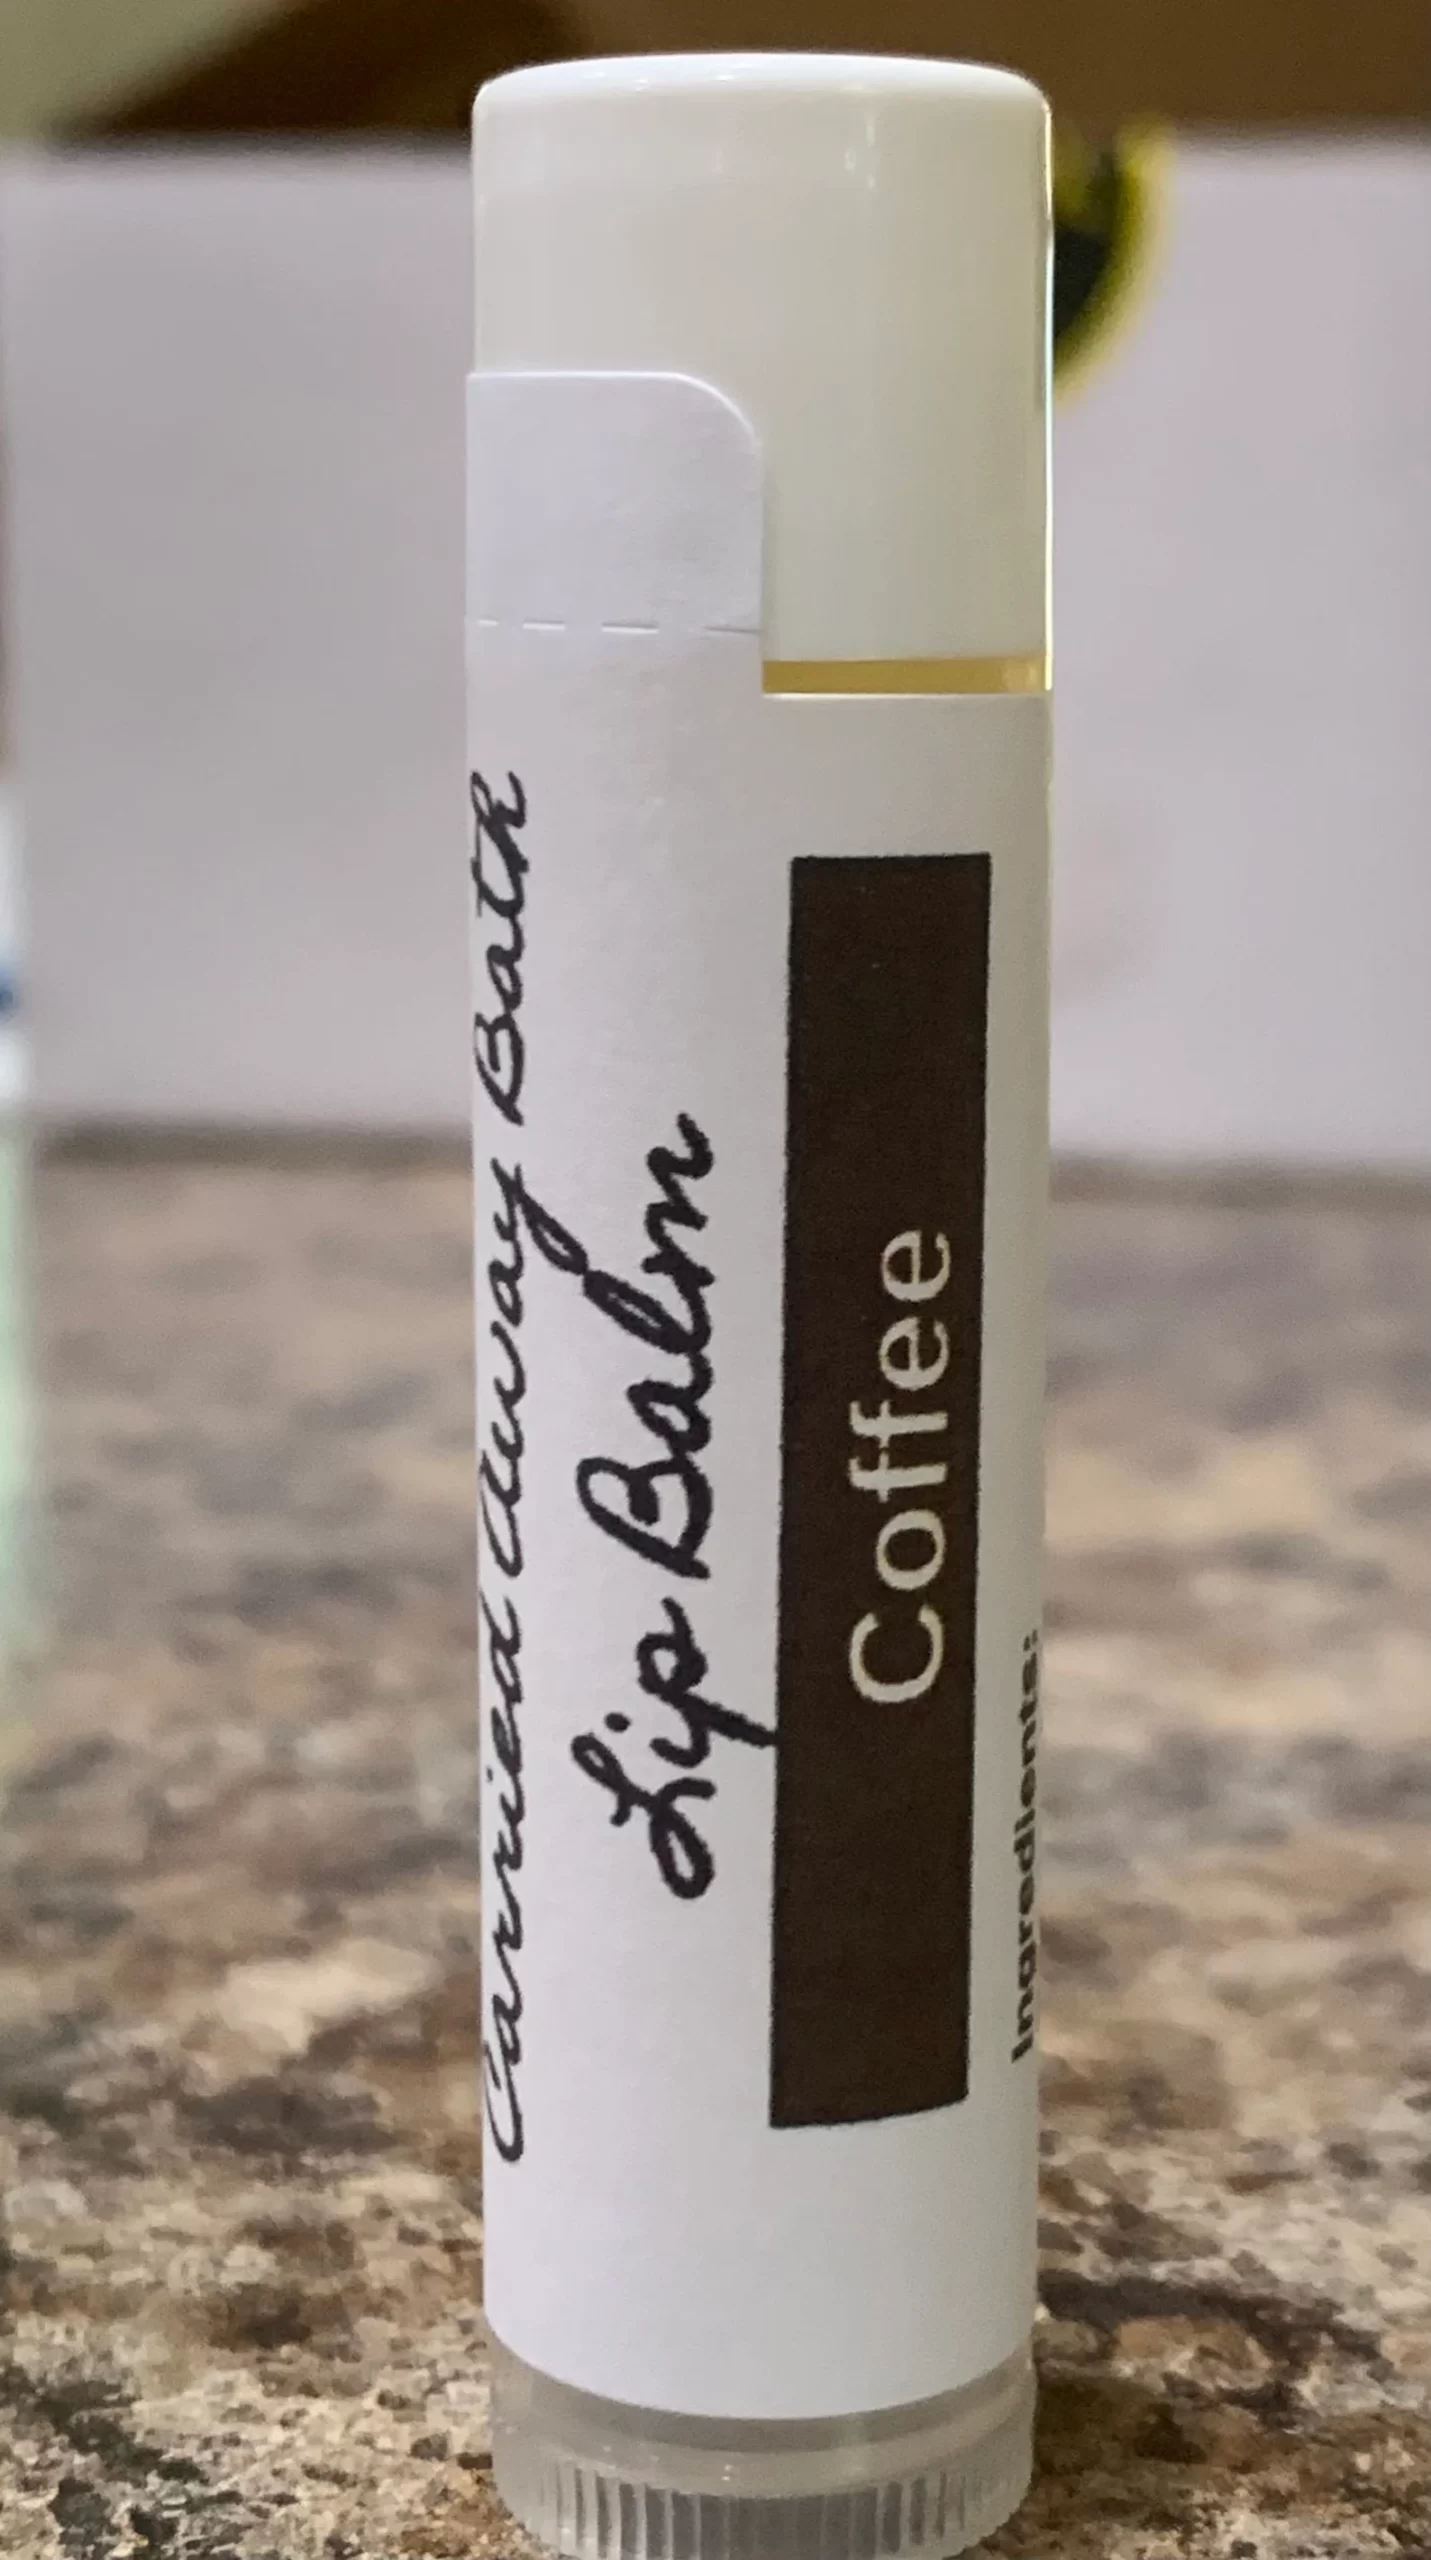 Carried Away Bath
Lip Balm
Coffee
Ingredients: